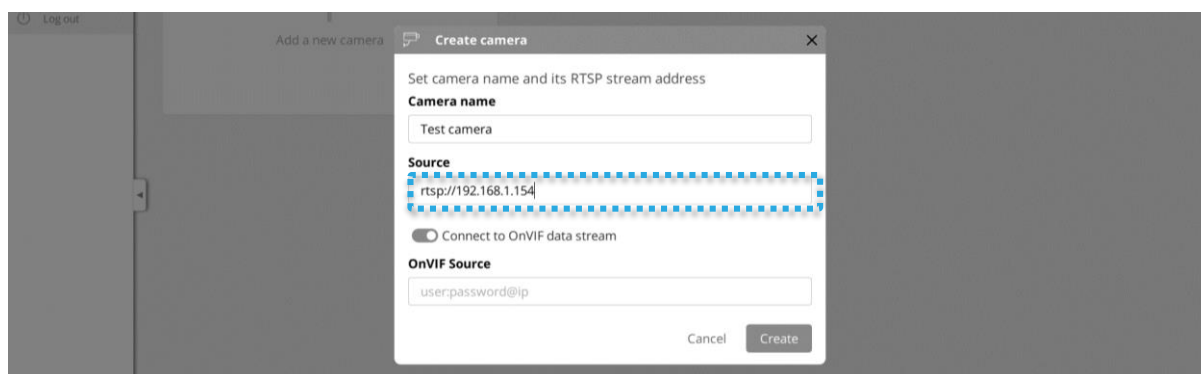 Log out
Add a new camera
Create camera
Set camera name and its RTSP stream address
Camera name
Test camera
Source
rtsp://192.168.1.154
Connect to OnVIF data stream
OnVIF Source
user:password@ip
Cancel
Create